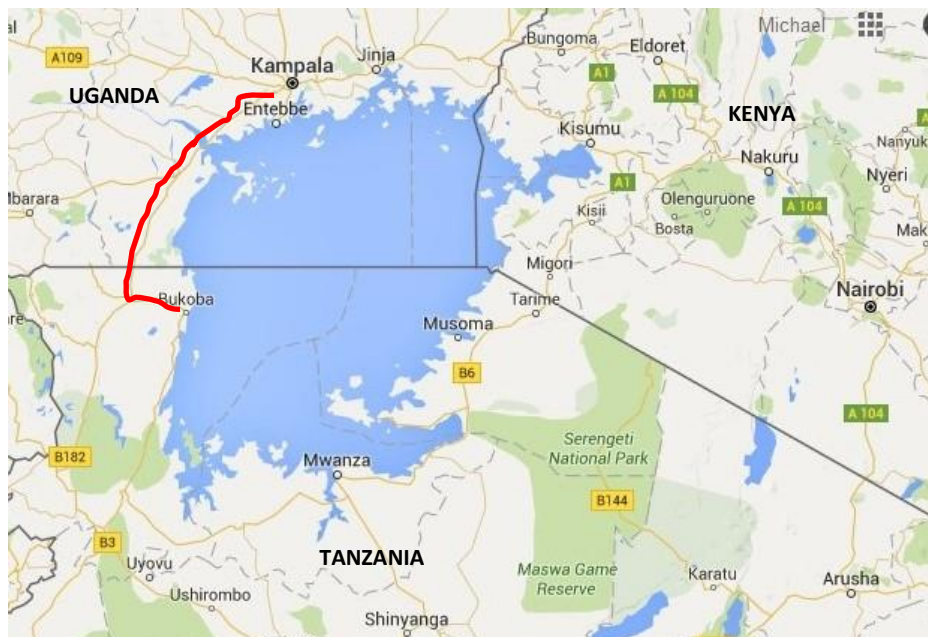 Michael
Bungoma
Eldoret
Jinja
A109
Kampala
A1
A 104
UGANDA
Entebbe
KENYA
Kisumu
Nanyuk
Nakuru
Mbarara
A1
Olenguruone
Nyeri
Kisii
Bosta
A 104
Mak
Migori
Bukoba
Tarime
Nairobi
Musoma
B6
A 104
Serengeti
National Park
B182
Mwanza
B144
B3
TANZANIA
Uyovu
Maswa Game
Reserve
Karatu
Arusha
Ushirombo
Shinyanga